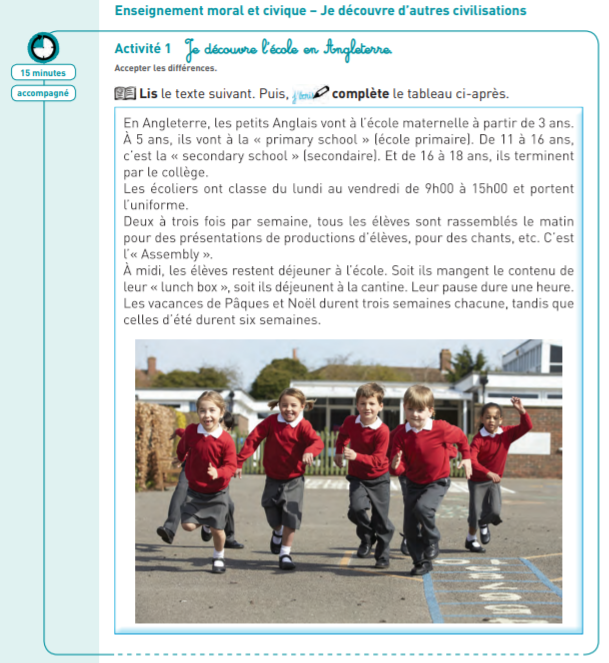 Enseignement moral et civique – Je découvre d'autres civilisations
Activité 1 Je découvre l'école en Angleterre.
15 minutes
Accepter les différences.
accompagné
Lis le texte suivant. Puis, j'écris complète le tableau ci-après.
En Angleterre, les petits Anglais vont à l'école maternelle à partir de 3 ans.
À 5 ans, ils vont à la « primary school » (école primaire). De 11 à 16 ans,
c'est la « secondary school » (secondaire). Et de 16 à 18 ans, ils terminent
par le collège.
Les écoliers ont classe du lundi au vendredi de 9h00 à 15h00 et portent
l'uniforme.
Deux à trois fois par semaine, tous les élèves sont rassemblés le matin
pour des présentations de productions d'élèves, pour des chants, etc. C'est
l'« Assembly ».
À midi, les élèves restent déjeuner à l'école. Soit ils mangent le contenu de
leur « lunch box », soit ils déjeunent à la cantine. Leur pause dure une heure.
Les vacances de Pâques et Noël durent trois semaines chacune, tandis que
celles d'été durent six semaines.